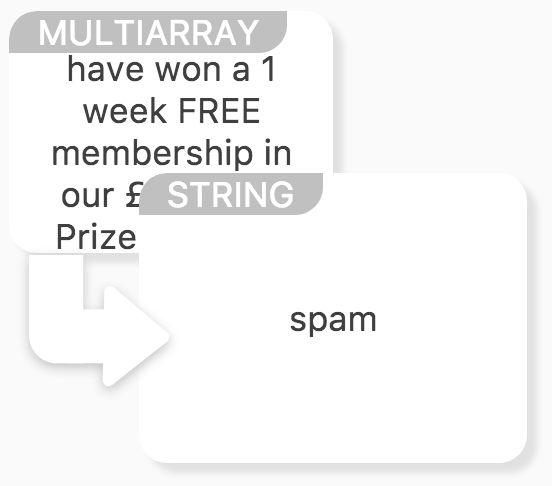 MULTIARRAY
have won a 1
week FREE
membership in
our £
Prize
STRING
spam